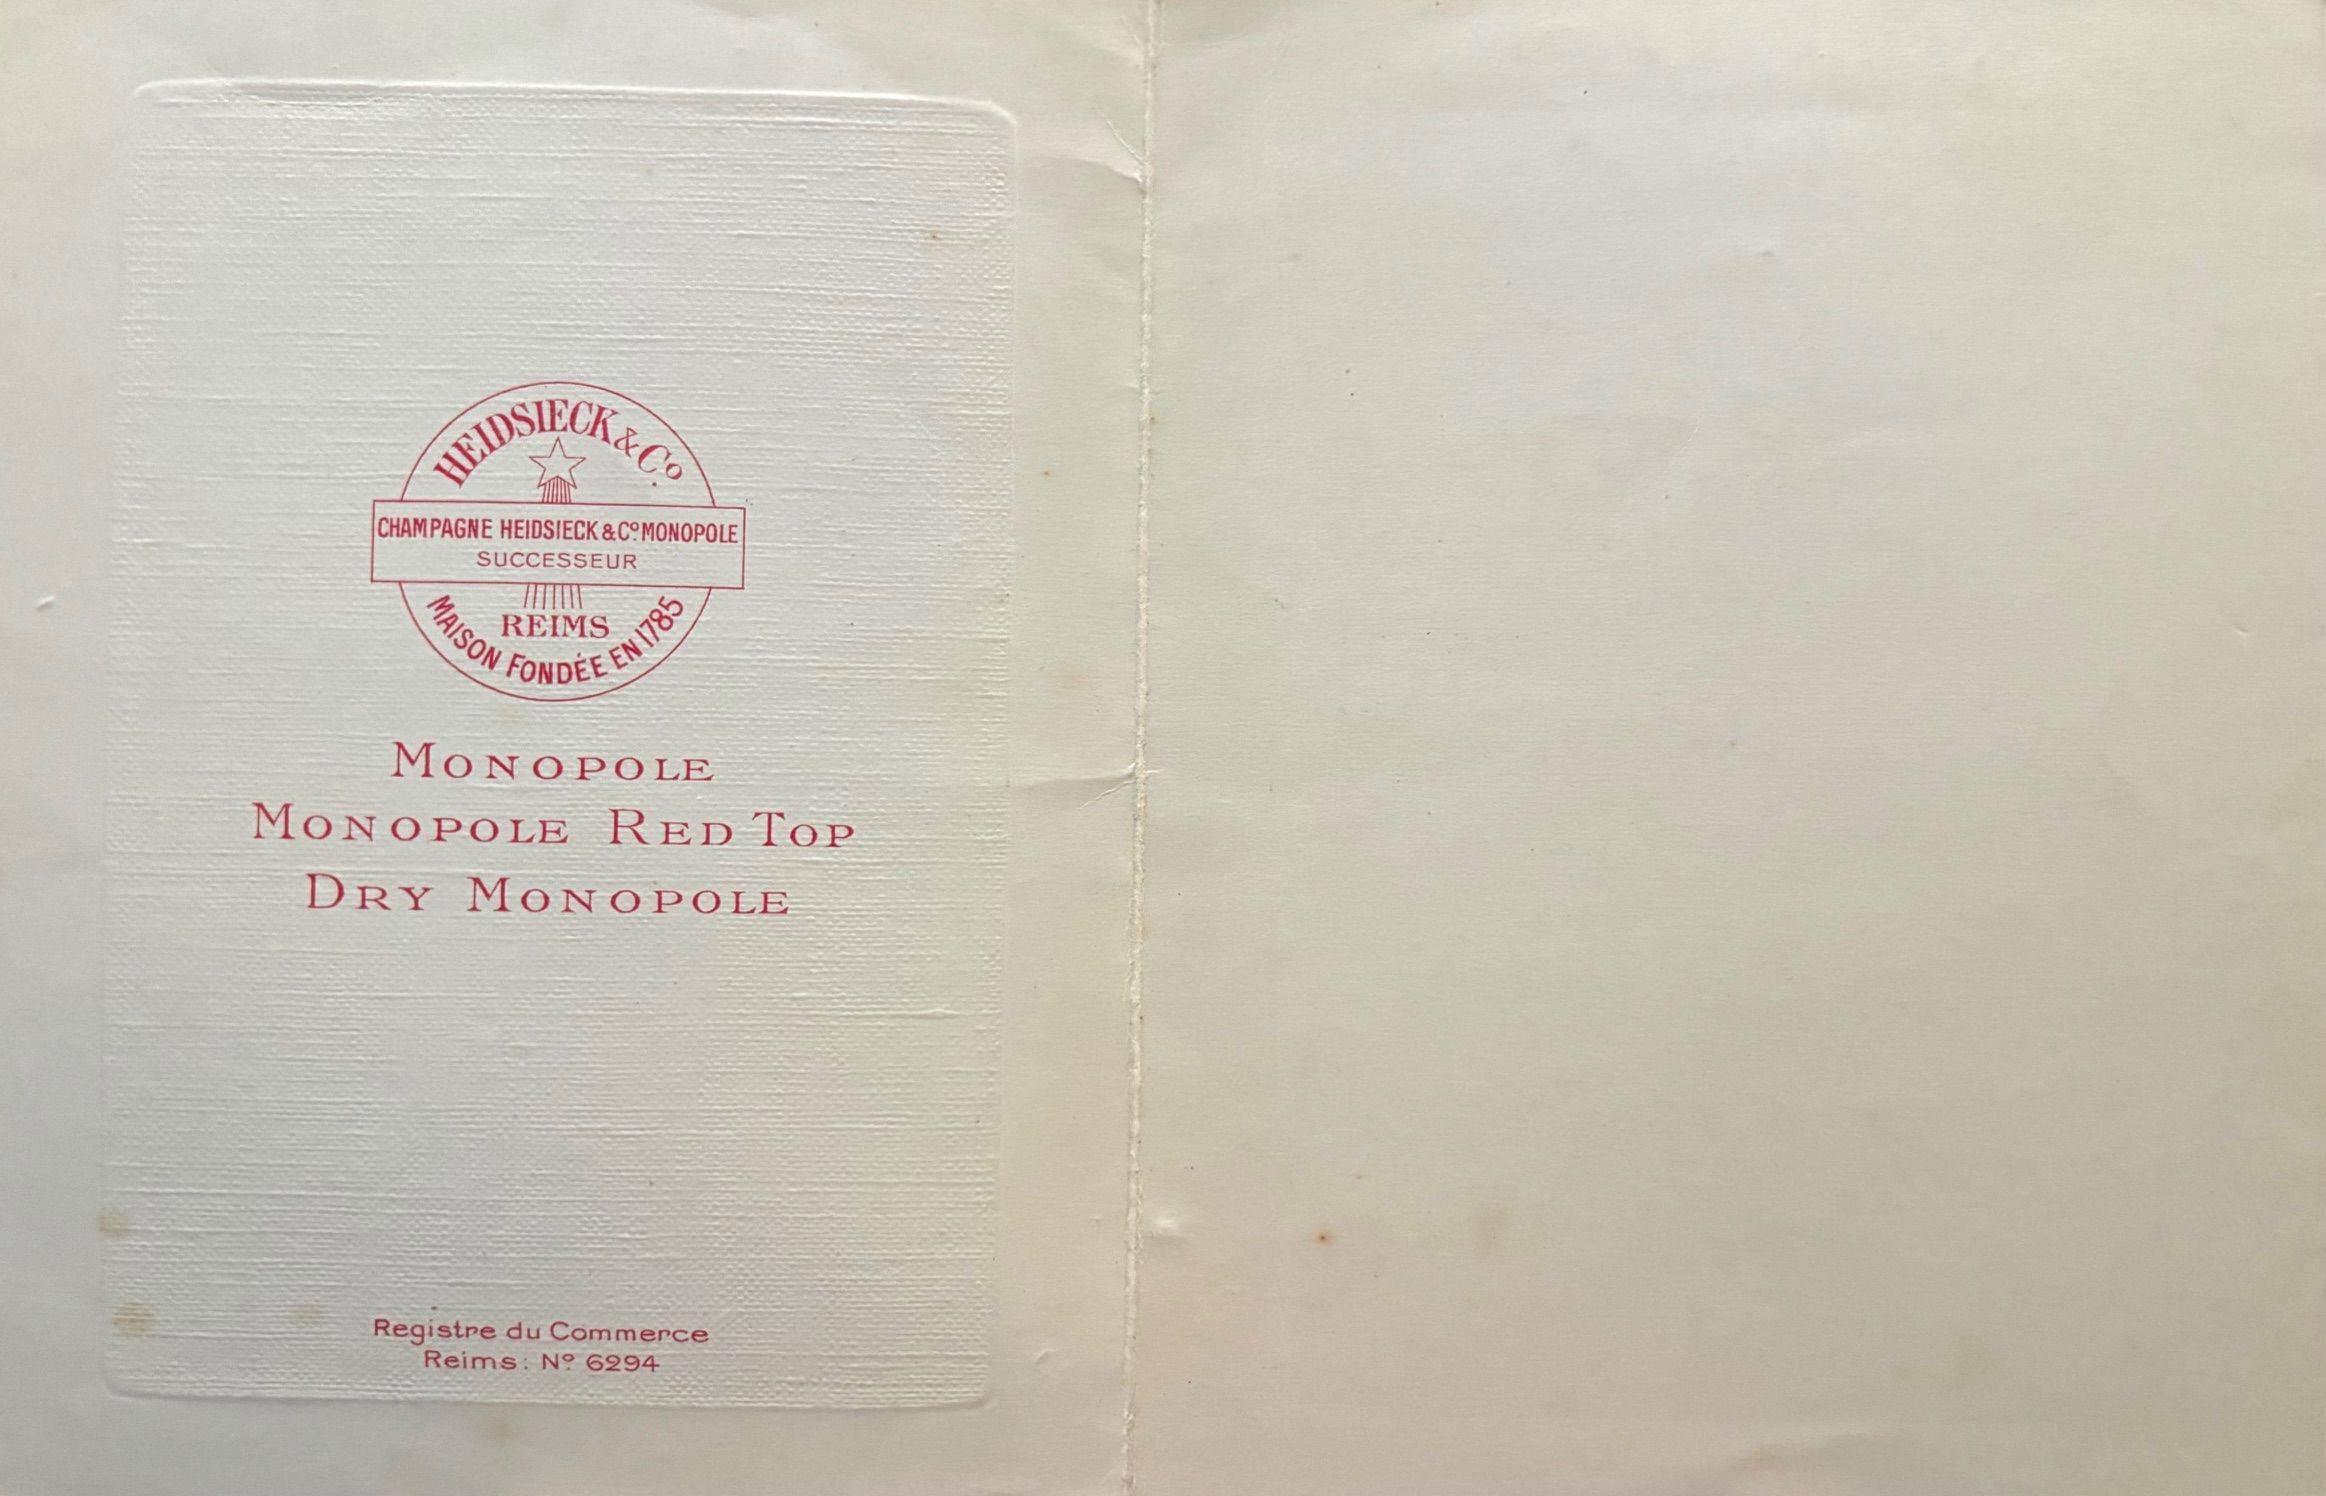 HEIDSIECK & Cº.
CHAMPAGNE HEIDSIECK & Cº MONOPOLE
SUCCESSEUR
REIMS
MAISON FONDÉE EN 1785
MONOPOLE
MONOPOLE RED TOP
DRY MONOPOLE
Registre du Commerce
Reims: Nº 6294